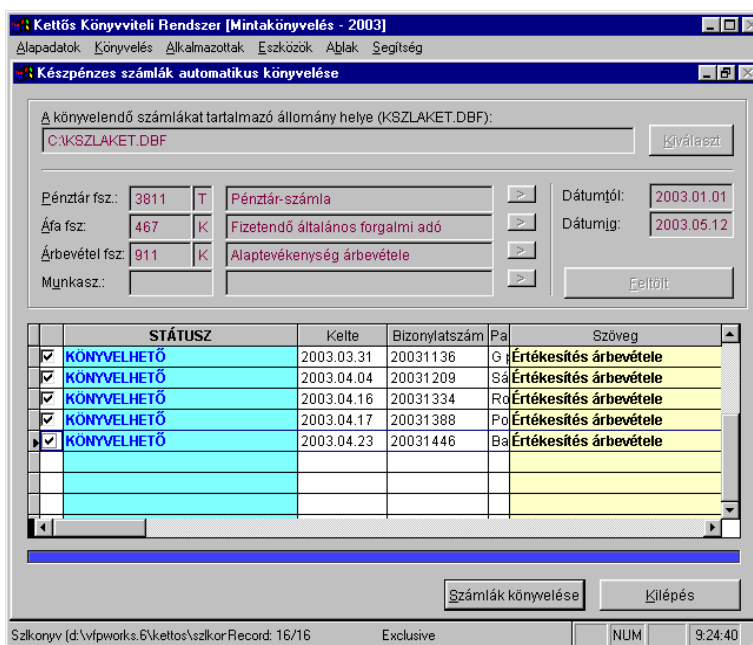 Kettős Könyvviteli Rendszer [Mintakönyvelés - 2003]
Alapadatok Könyvelés Alkalmazottak Eszközök Ablak Segítség
Készpénzes számlák automatikus könyvelése
A könyvelendő számlákat tartalmazó állomány helye (KSZLAKET.DBF):
C:\KSZLAKET.DBF Kiválaszt
Pénztár fsz.: 3811 T Pénztár-számla > Dátumtól: 2003.01.01
Áfa fsz: 467 K Fizetendő általános forgalmi adó > Dátumig: 2003.05.12
Árbevétel fsz: 911 K Alaptevékenység árbevétele >
Munkasz.: > Feltölt
STÁTUSZ Kelte Bizonylatszám Pa Szöveg
KÖNYVELHETŐ 2003.03.31 20031136 G Értékesítés árbevétele
KÖNYVELHETŐ 2003.04.04 20031209 Sá Értékesítés árbevétele
KÖNYVELHETŐ 2003.04.16 20031334 Ro Értékesítés árbevétele
KÖNYVELHETŐ 2003.04.17 20031388 Po Értékesítés árbevétele
KÖNYVELHETŐ 2003.04.23 20031446 Ba Értékesítés árbevétele
Számlák könyvelése Kilépés
Szlkonyv (d:\vfpworks.6\kettos\szlkor Record: 16/16 Exclusive NUM 9:24:40